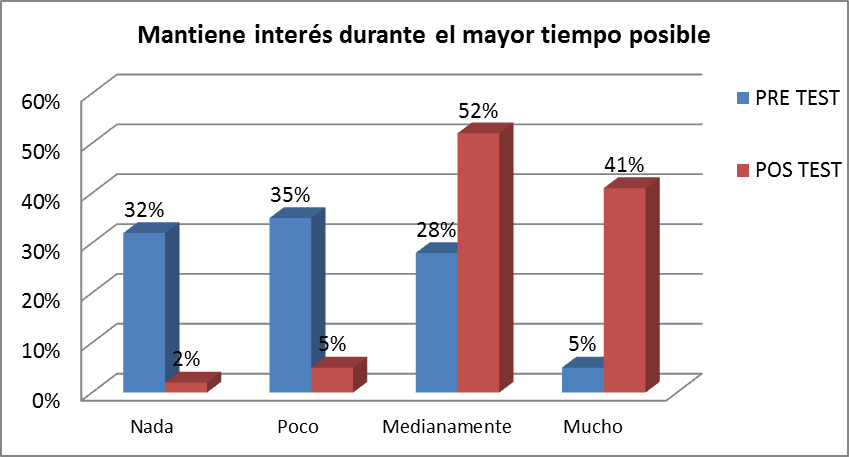 Mantiene interés durante el mayor tiempo posible
60%
50%
40%
30%
20%
10%
0%
32%
2%
35%
5%
28%
52%
5%
41%
Nada
Poco
Medianamente
Mucho
PRE TEST
POS TEST